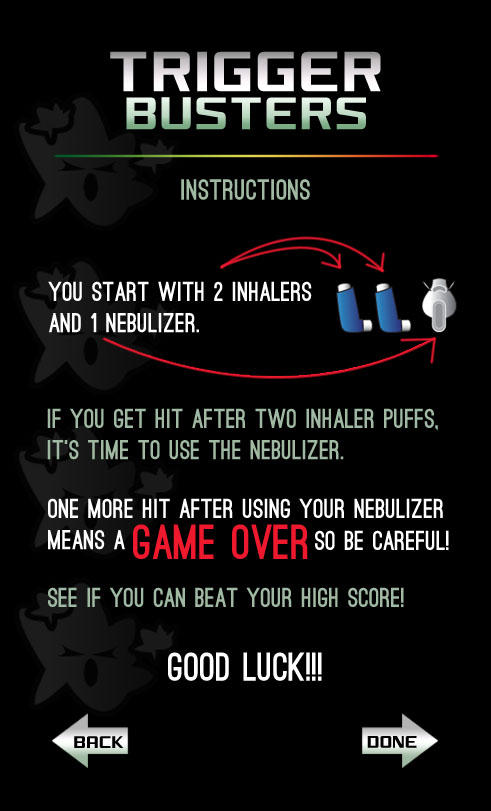 TRIGGER
BUSTERS
INSTRUCTIONS
YOU START WITH 2 INHALERS
AND 1 NEBULIZER.
IF YOU GET HIT AFTER TWO INHALER PUFFS,
IT'S TIME TO USE THE NEBULIZER.
ONE MORE HIT AFTER USING YOUR NEBULIZER
MEANS A GAME OVER SO BE CAREFUL!
SEE IF YOU CAN BEAT YOUR HIGH SCORE!
GOOD LUCK!!!
BACK
DONE